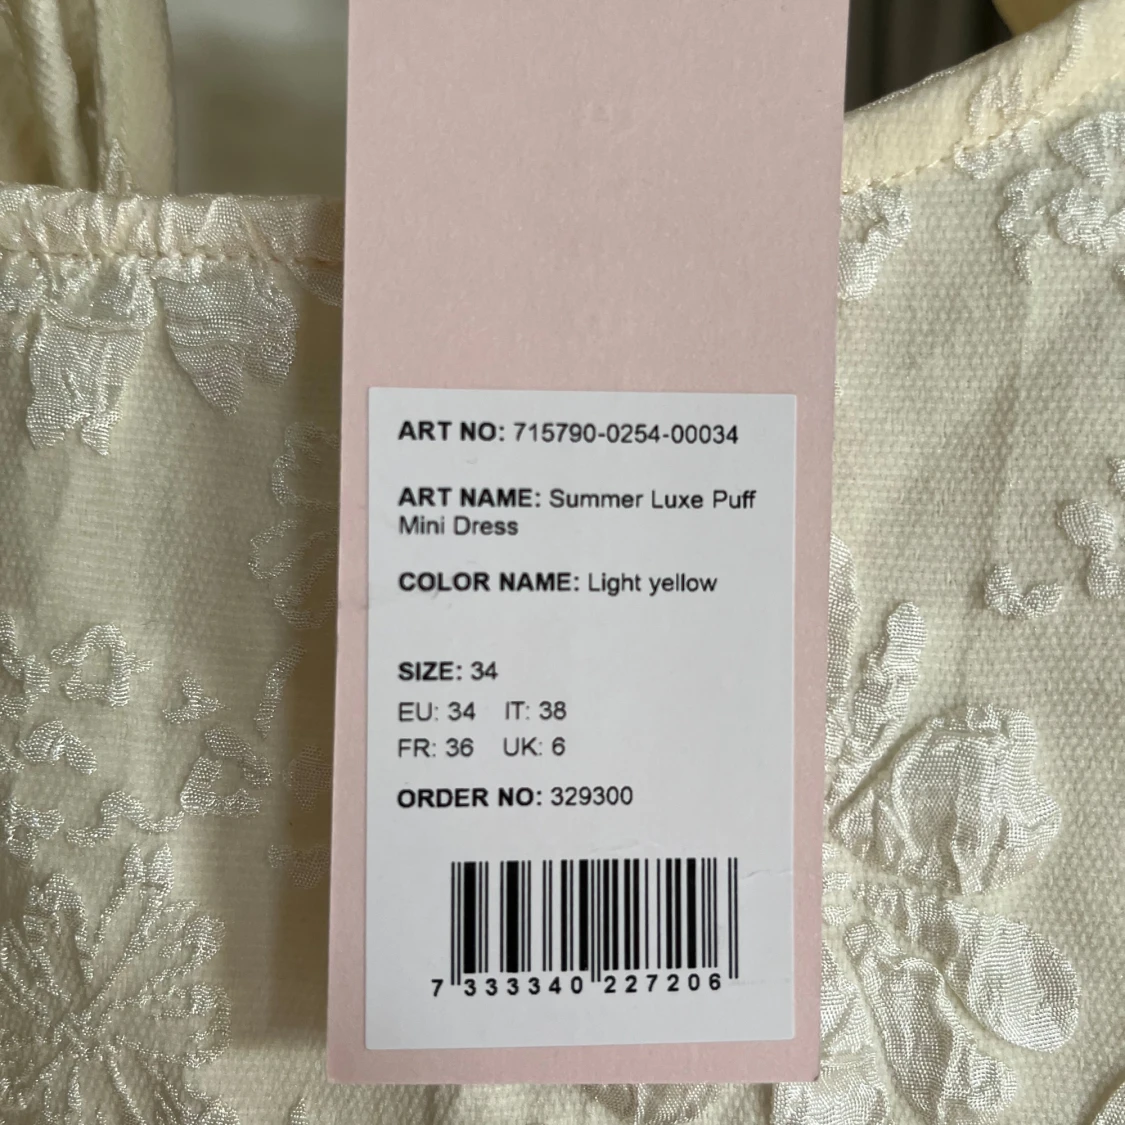 ART NO: 715790-0254-00034
ART NAME: Summer Luxe Puff
Mini Dress
COLOR NAME: Light yellow
SIZE: 34
EU: 34 IT: 38
FR: 36 UK: 6
ORDER NO: 329300
7 333340 227206